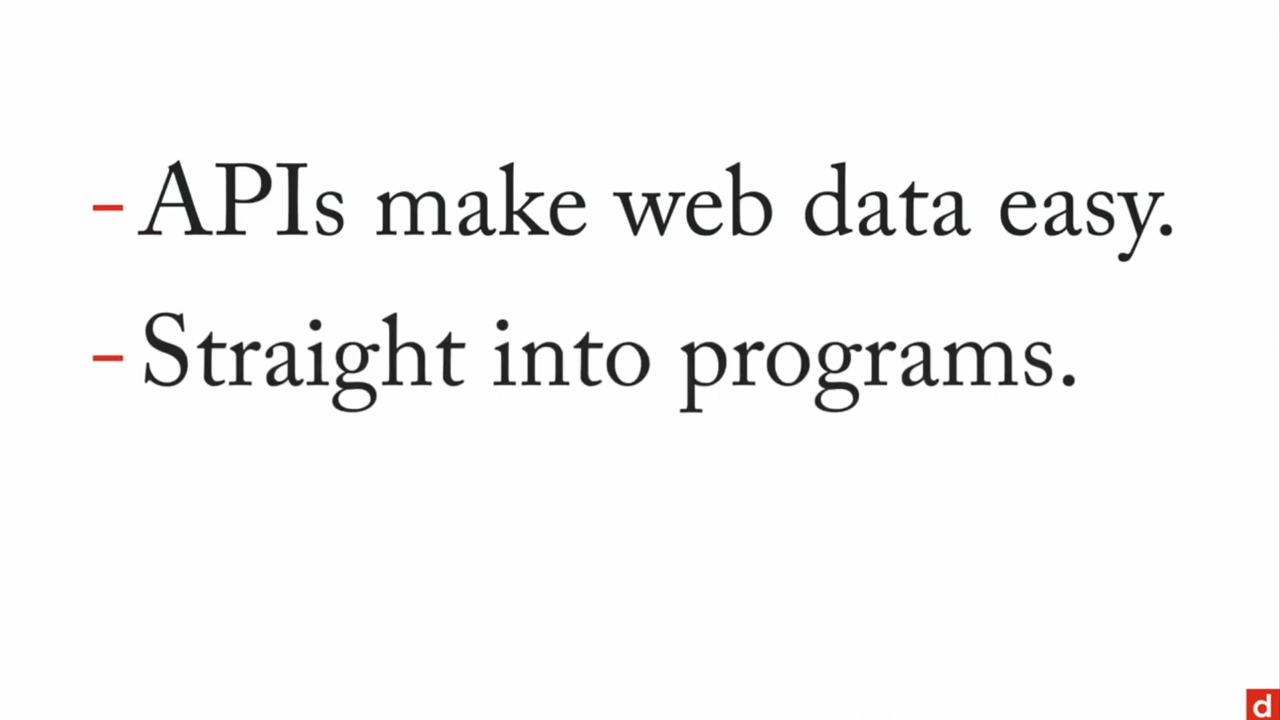 - APIs make web data easy.
- Straight into programs.
d